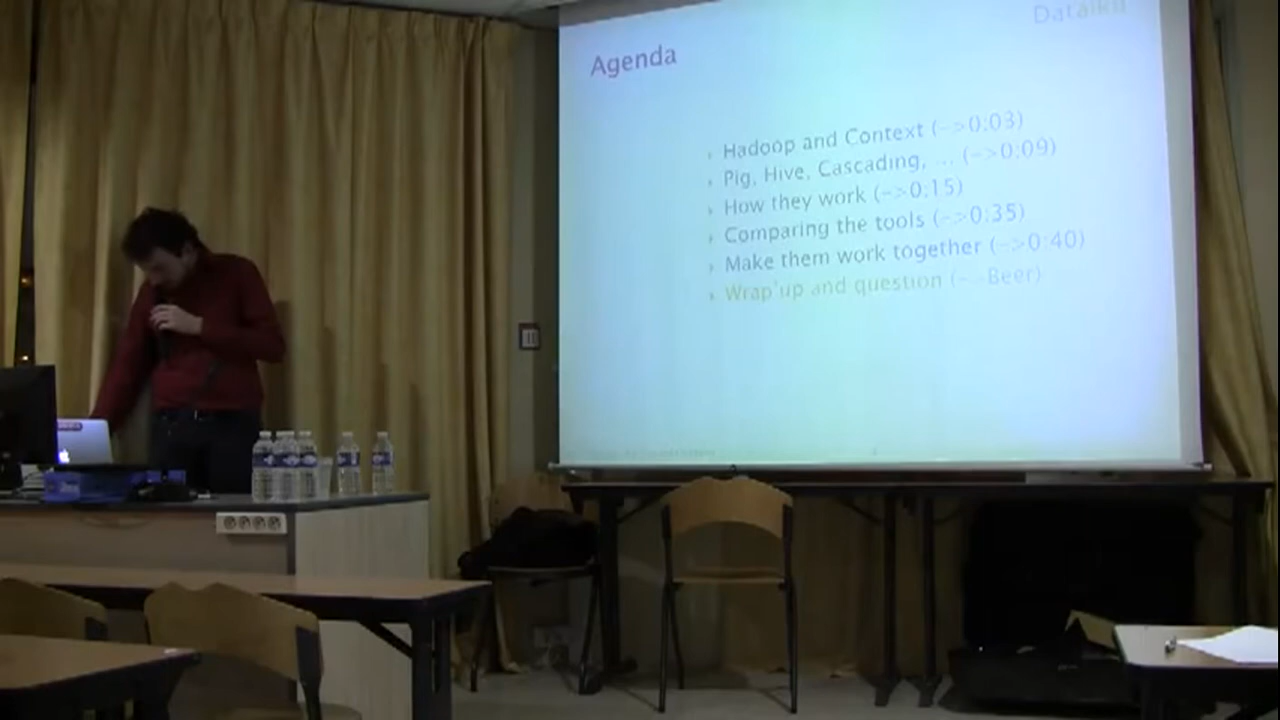 Dataiku
Agenda
Hadoop and Context (->0:03)
Pig, Hive, Cascading, ... (->0:09)
How they work (->0:15)
Comparing the tools (->0:35)
Make them work together (->0:40)
Wrap'up and question (->Beer)